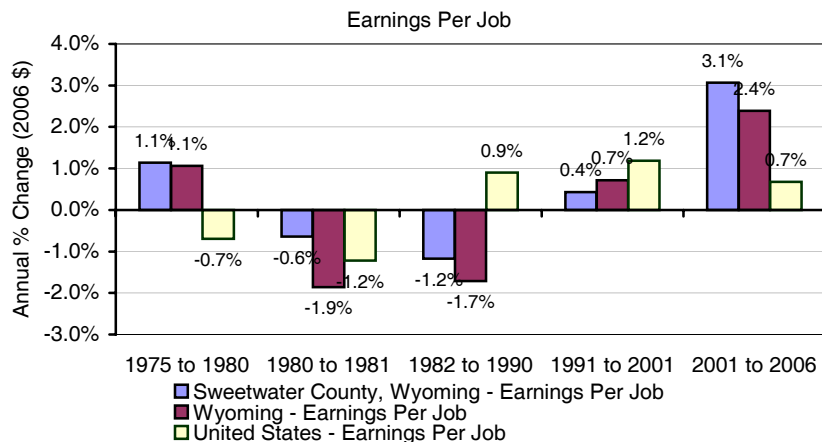 Earnings Per Job
Annual % Change (2006 $)
4.0%
3.0%
2.0%
1.0%
0.0%
-1.0%
-2.0%
-3.0%
1.1% 1.1% -0.7%
-0.6% -1.9% -1.2%
-1.2% -1.7% 0.9%
0.4% 0.7% 1.2%
3.1% 2.4% 0.7%
1975 to 1980 1980 to 1981 1982 to 1990 1991 to 2001 2001 to 2006
Sweetwater County, Wyoming - Earnings Per Job
Wyoming - Earnings Per Job
United States - Earnings Per Job